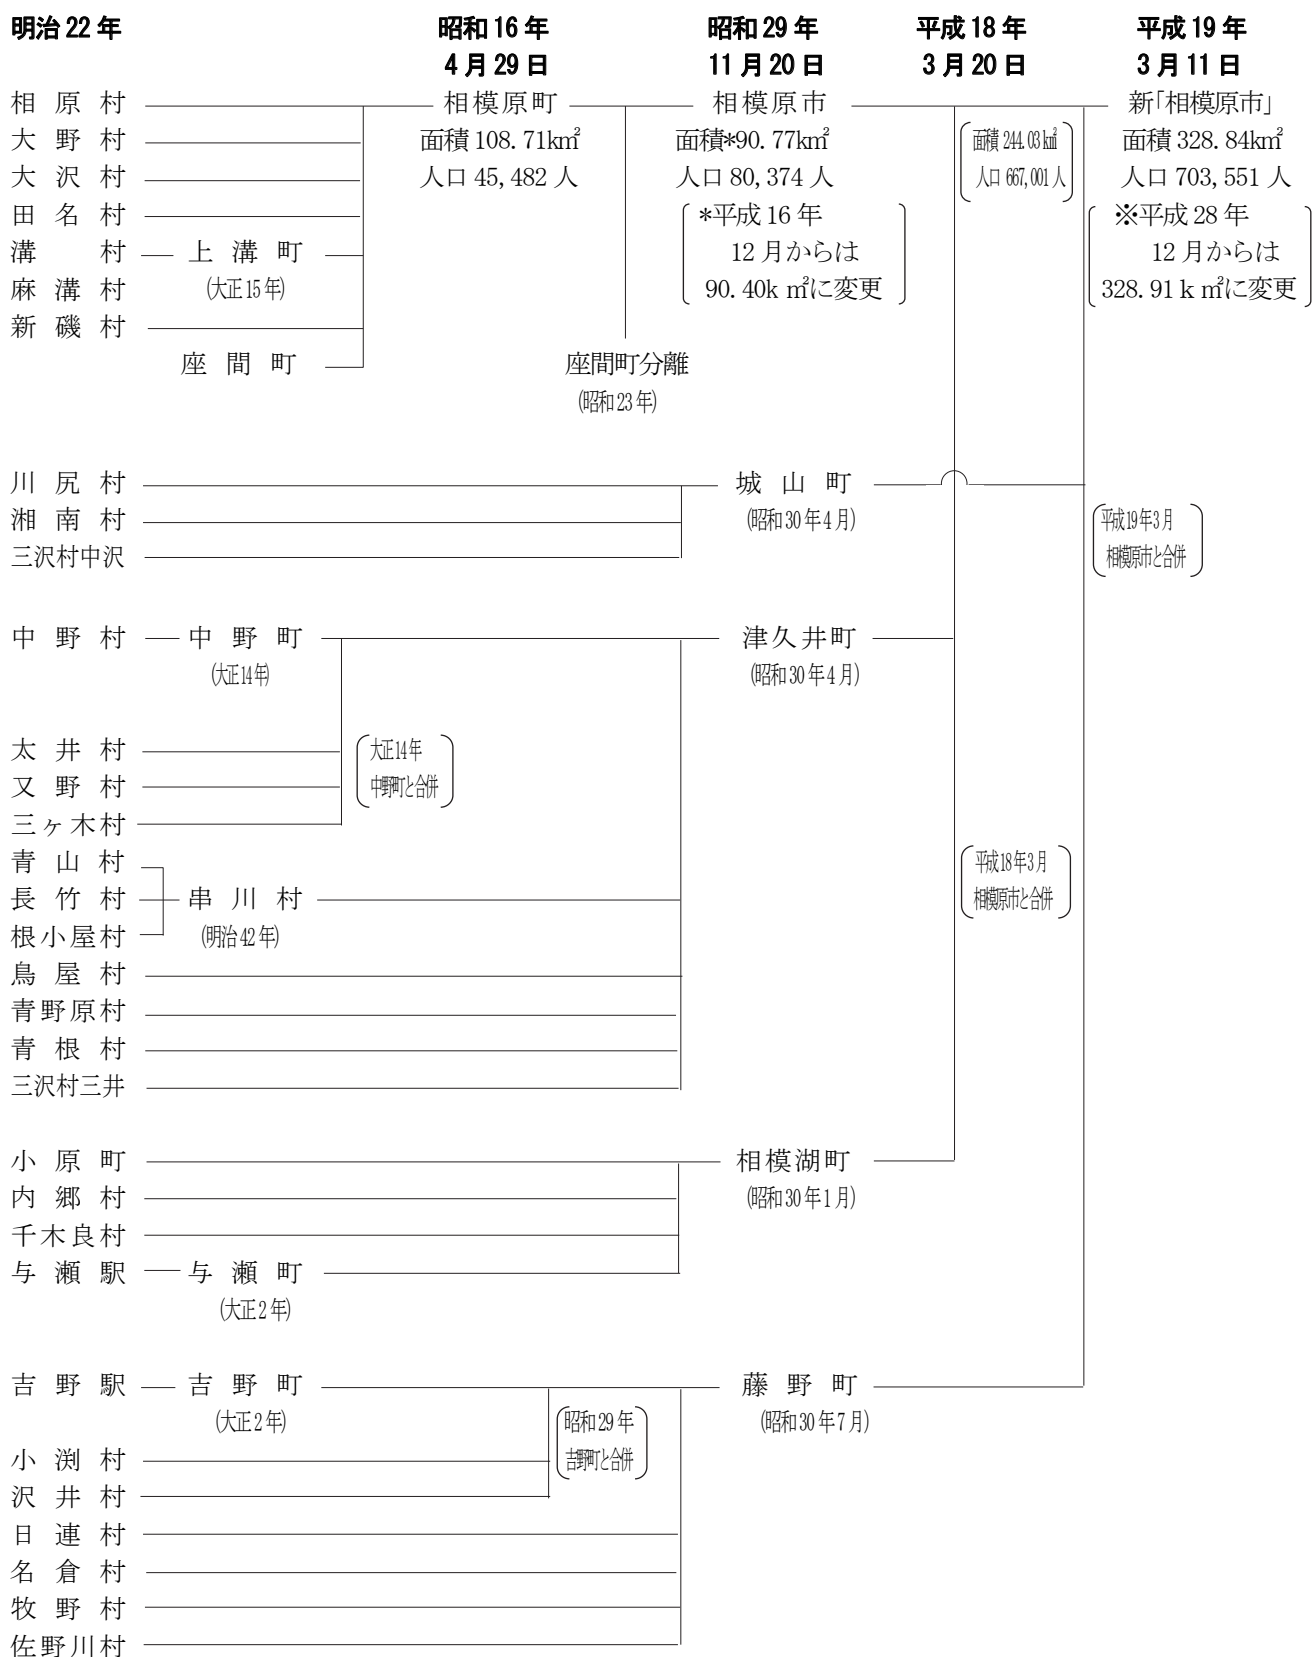 明治22年 昭和16年 昭和29年 平成18年 平成19年
4月29日 11月20日 3月20日 3月11日
相原村 相模原町 相模原市 新「相模原市」
大野村 面積108.71k㎡ 面積*90.77k㎡ 面積244.03k㎡ 面積328.84k㎡
大沢村 人口45,482人 人口80,374人 人口667,001人 人口703,551人
田名村 *平成16年 ※平成28年
溝村 上溝町 12月からは 12月からは
麻溝村 (大正15年) 90.40k㎡に変更 328.91k㎡に変更
新磯村
座間町 座間町分離
(昭和23年)
川尻村 城山町
湘南村 (昭和30年4月) 平成19年3月
三沢村中沢 相模原市と合併
中野村 中野町 津久井町
(大正14年) (昭和30年4月)
太井村 大正14年
又野村 中野町と合併
三ヶ木村
青山村 平成18年3月
長竹村 串川村 相模原市と合併
根小屋村 (明治42年)
鳥屋村
青野原村
青根村
三沢村三井
小原町 相模湖町
内郷村 (昭和30年1月)
千木良村
与瀬駅 与瀬町
(大正2年)
吉野駅 吉野町 藤野町
(大正2年) 昭和29年 (昭和30年7月)
小渕村 吉野町と合併
沢井村
日連村
名倉村
牧野村
佐野川村